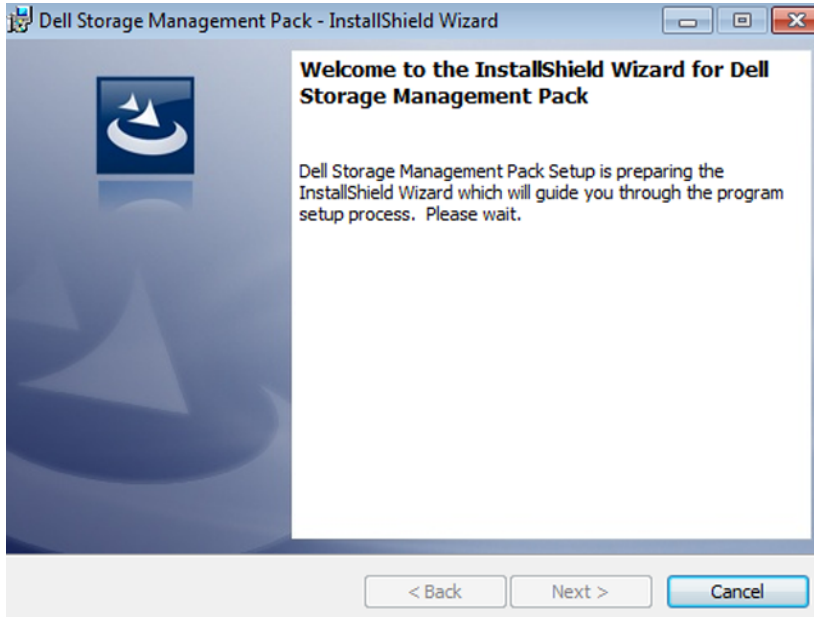 Dell Storage Management Pack - InstallShield Wizard
Welcome to the InstallShield Wizard for Dell
Storage Management Pack
Dell Storage Management Pack Setup is preparing the
InstallShield Wizard which will guide you through the program
setup process.  Please wait.
< Back
Next >
Cancel